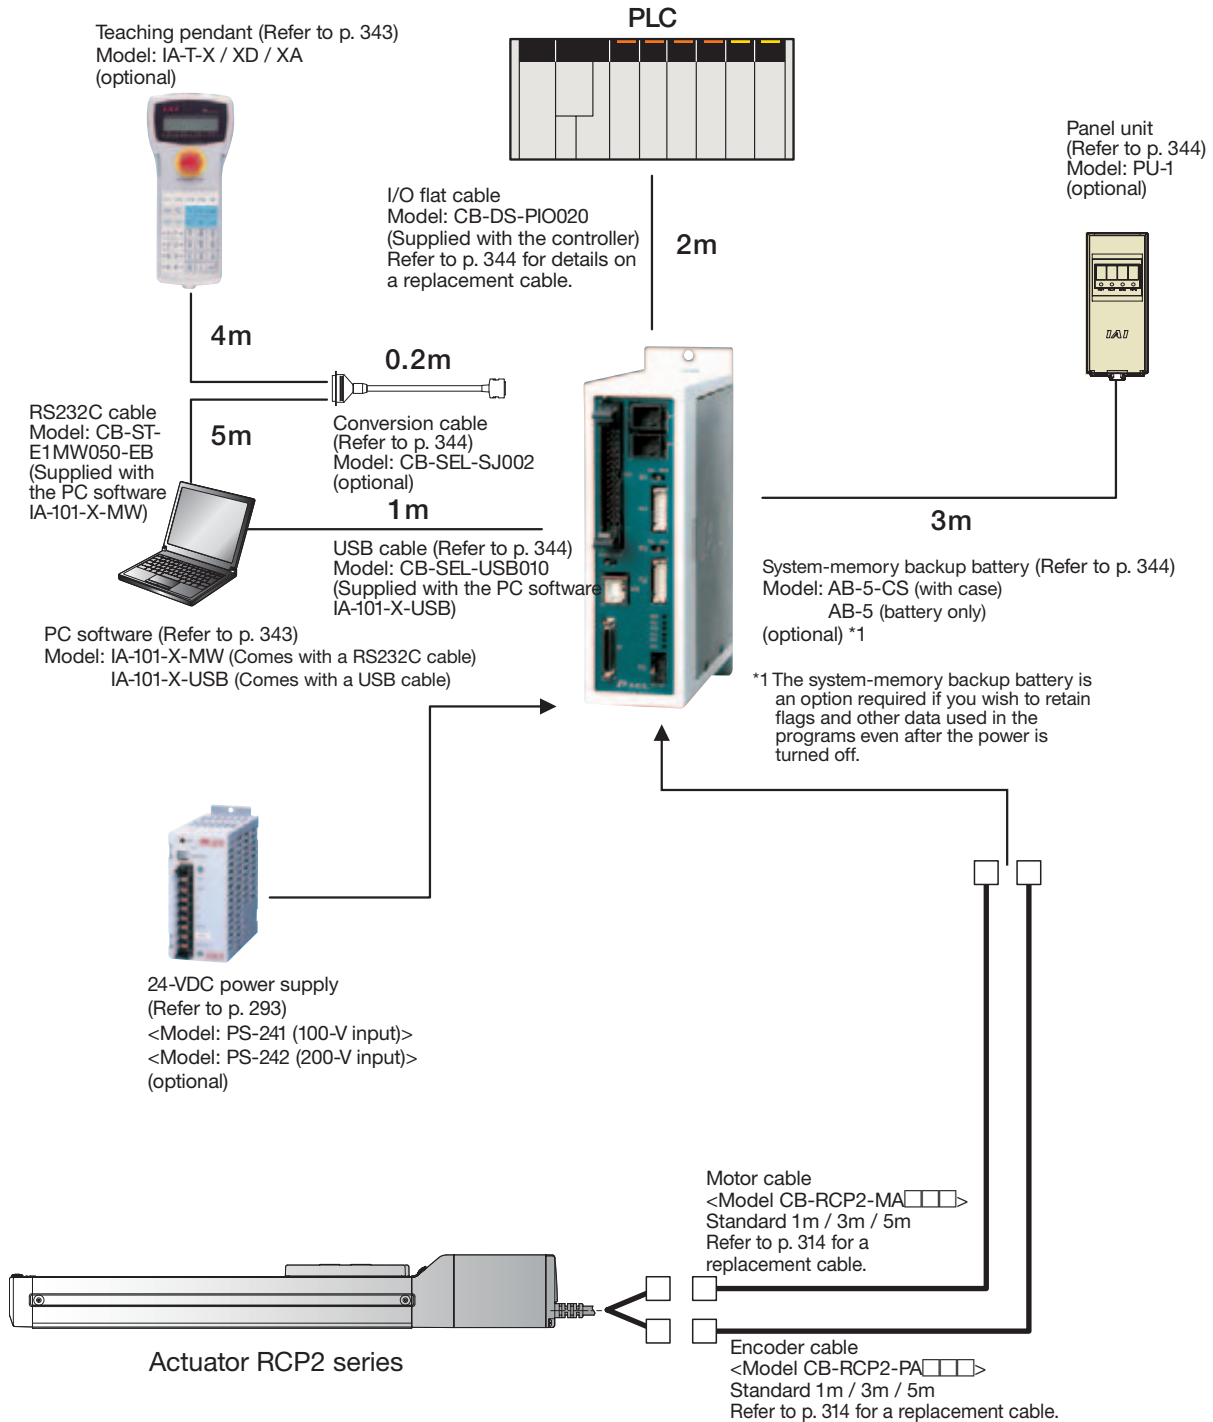 PLC
Teaching pendant (Refer to p. 343)
Model: IA-T-X / XD / XA
(optional)
Panel unit
(Refer to p. 344)
Model: PU-1
(optional)
I/O flat cable
Model: CB-DS-PIO020
(Supplied with the controller)
Refer to p. 344 for details on
a replacement cable.
2m
IAI
4m
0.2m
RS232C cable
Model: CB-ST-
E1MW050-EB
(Supplied with
the PC software
IA-101-X-MW)
5m
Conversion cable
(Refer to p. 344)
Model: CB-SEL-SJ002
(optional)
1m
3m
USB cable (Refer to p. 344)
Model: CB-SEL-USB010
(Supplied with the PC software
IA-101-X-USB)
System-memory backup battery (Refer to p. 344)
Model: AB-5-CS (with case)
AB-5 (battery only)
(optional) *1
PC software (Refer to p. 343)
Model: IA-101-X-MW (Comes with a RS232C cable)
IA-101-X-USB (Comes with a USB cable)
*1 The system-memory backup battery is
an option required if you wish to retain
flags and other data used in the
programs even after the power is
turned off.
24-VDC power supply
(Refer to p. 293)
<Model: PS-241 (100-V input)>
<Model: PS-242 (200-V input)>
(optional)
Motor cable
<Model CB-RCP2-MA□□□>
Standard 1m / 3m / 5m
Refer to p. 314 for a
replacement cable.
Actuator RCP2 series
Encoder cable
<Model CB-RCP2-PA□□□>
Standard 1m / 3m / 5m
Refer to p. 314 for a replacement cable.